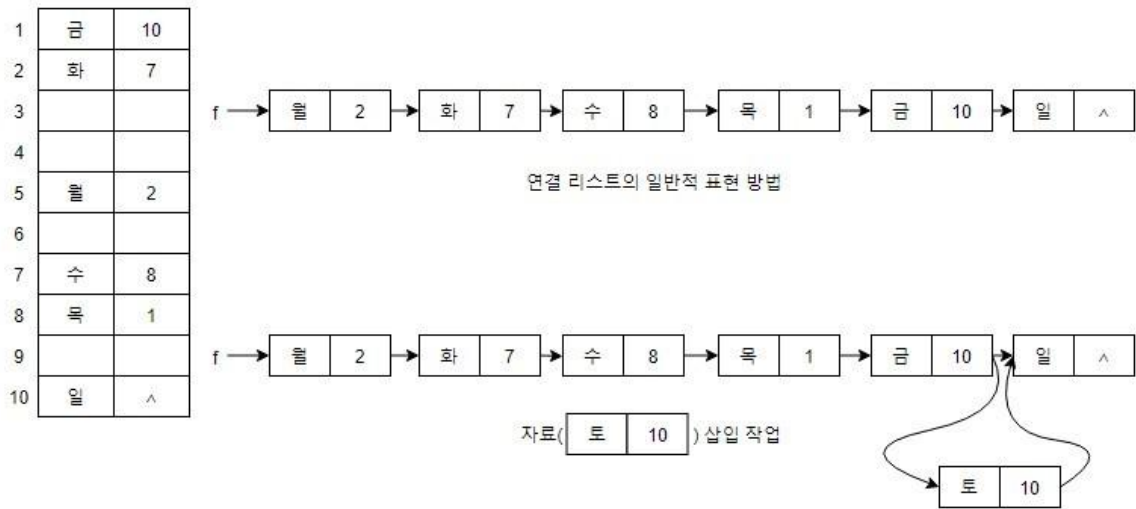 1 금 10
2 화 7
3
4
5 월 2
6
7 수 8
8 목 1
9
10 일 ^
f 월 2 화 7 수 8 목 1 금 10 일 ^
연결 리스트의 일반적 표현 방법
f 월 2 화 7 수 8 목 1 금 10 일 ^
자료( 토 10 ) 삽입 작업
토 10